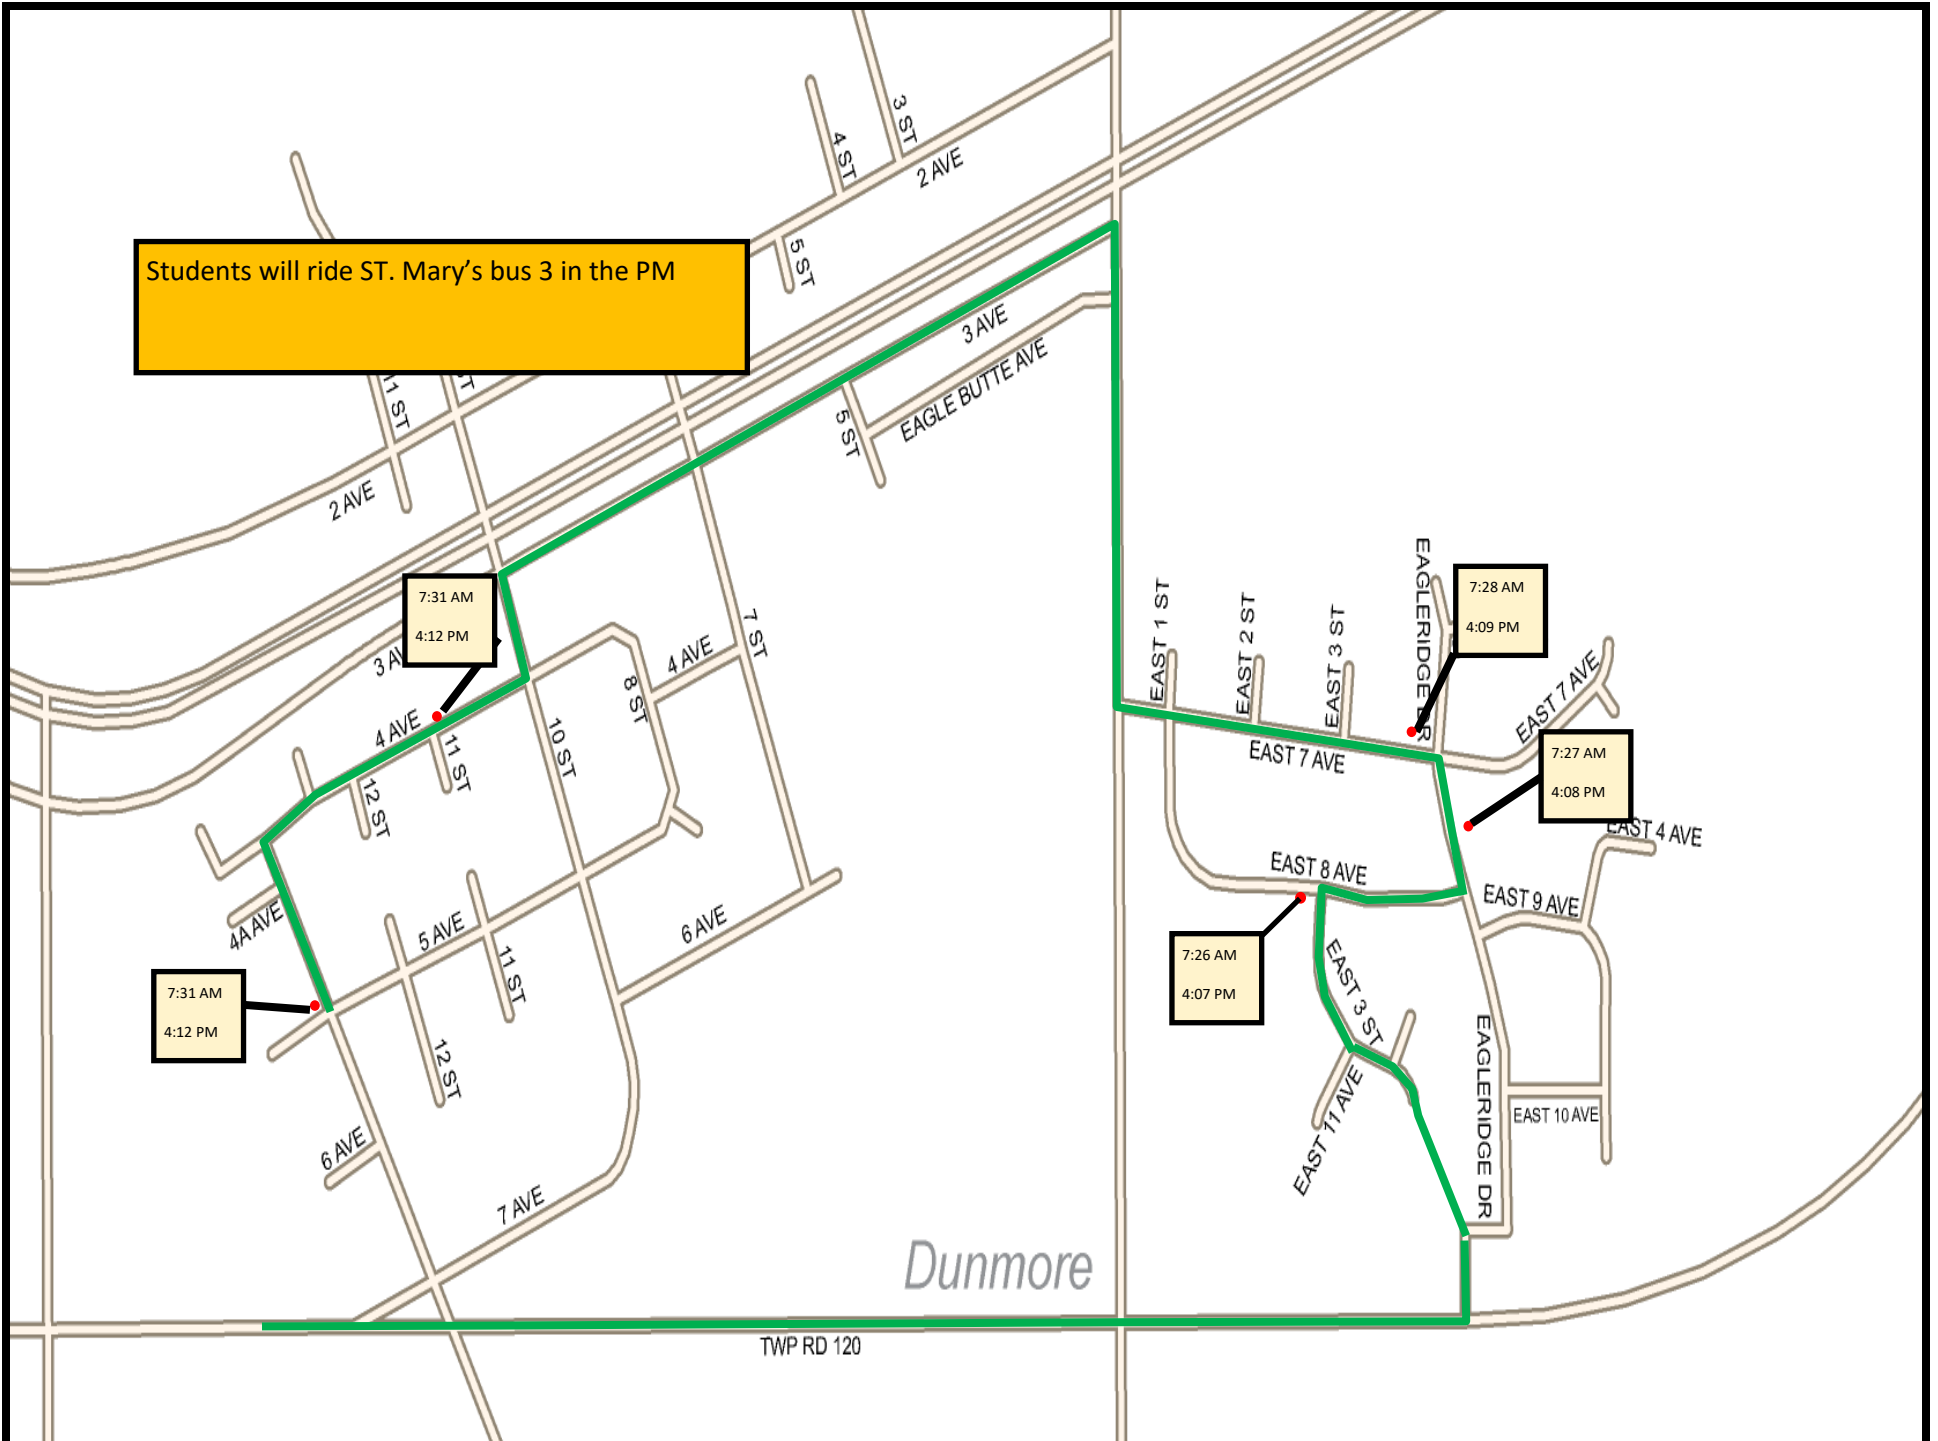 3 ST
4 ST
2 AVE
5 ST
Students will ride ST. Mary's bus 3 in the PM
3 AVE
EAGLE BUTTE AVE
11 ST
ST
5 ST
2 AVE
7:31 AM
4:12 PM
3 AV
4 AVE
7 ST
8 ST
4 AVE
10 ST
11 ST
12 ST
EAST 1 ST
EAST 2 ST
EAST 3 ST
EAGLERIDGE DR
7:28 AM
4:09 PM
EAST 7 AVE
EAST 7 AVE
7:27 AM
4:08 PM
EAST 4 AVE
EAST 8 AVE
EAST 9 AVE
4A AVE
5 AVE
6 AVE
11 ST
7:26 AM
4:07 PM
EAST 3 ST
7:31 AM
4:12 PM
12 ST
EAST 11 AVE
EAGLERIDGE DR
EAST 10 AVE
6 AVE
7 AVE
Dunmore
TWP RD 120